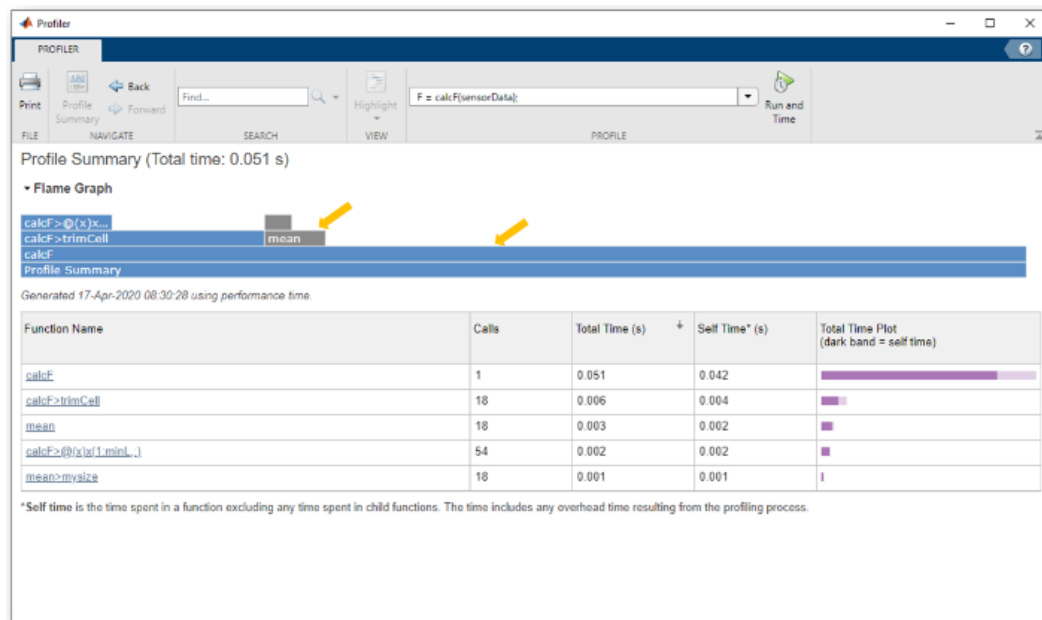 Profiler
PROFILER
Print
Profile Summary
Back
Forward
Find...
Highlight
F = calcF(sensorData);
Run and Time
FILE NAVIGATE SEARCH VIEW PROFILE
Profile Summary (Total time: 0.051 s)
Flame Graph
calcF>@(x)x...
calcF>trimCell mean
calcF
Profile Summary
Generated 17-Apr-2020 08:30:28 using performance time.
Function Name Calls Total Time (s) Self Time* (s) Total Time Plot
(dark band = self time)
calcF 1 0.051 0.042
calcF>trimCell 18 0.006 0.004
mean 18 0.003 0.002
calcF>@(x)x(1:minL,:) 54 0.002 0.002
mean>mysize 18 0.001 0.001
*Self time is the time spent in a function excluding any time spent in child functions. The time includes any overhead time resulting from the profiling process.